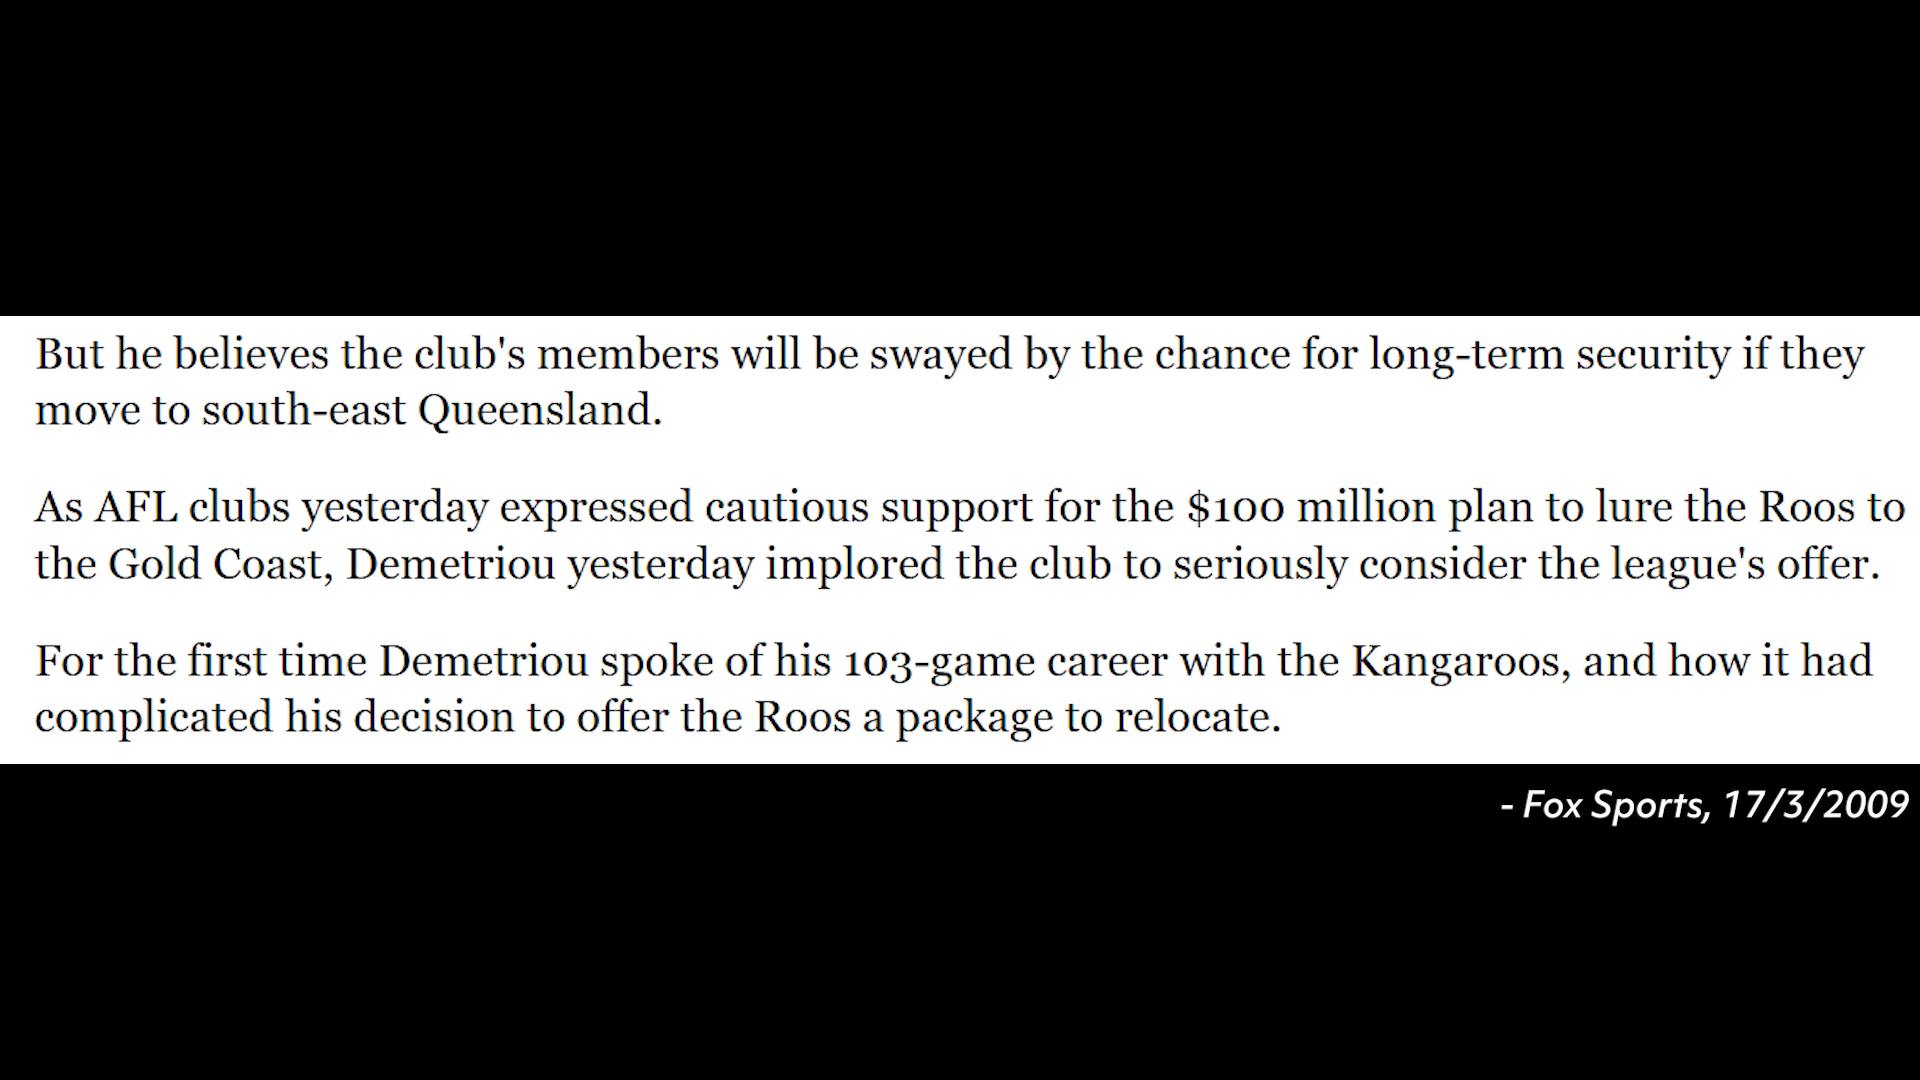 But he believes the club's members will be swayed by the chance for long-term security if they
move to south-east Queensland.
As AFL clubs yesterday expressed cautious support for the $100 million plan to lure the Roos to
the Gold Coast, Demetriou yesterday implored the club to seriously consider the league's offer.
For the first time Demetriou spoke of his 103-game career with the Kangaroos, and how it had
complicated his decision to offer the Roos a package to relocate.
- Fox Sports, 17/3/2009